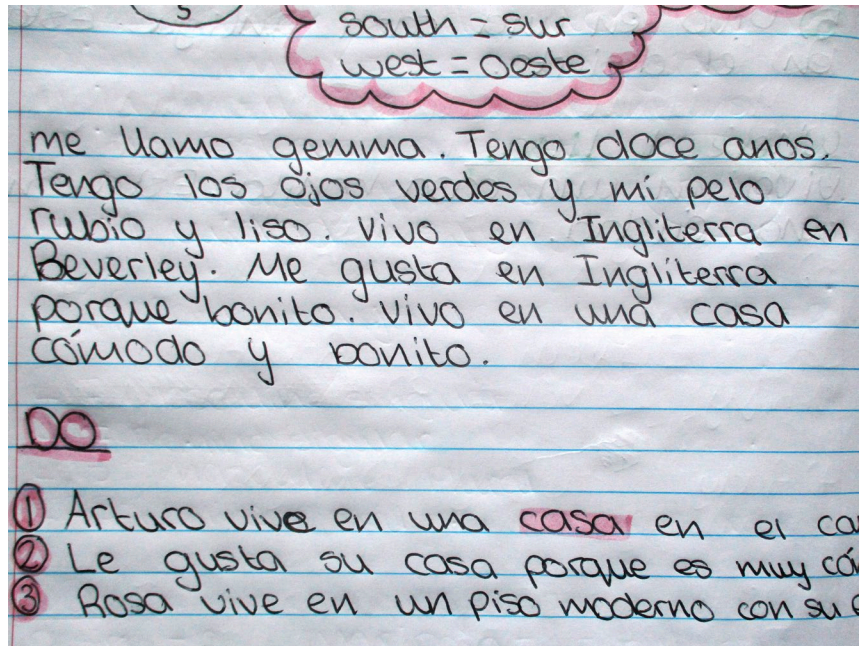 5
south = sur
west = oeste
me llamo gemma. Tengo doce anos.
Tengo los ojos verdes y mi pelo
rubio y liso. vivo en Ingliterra en
Beverley. Me gusta en Ingliterra
porque bonito. vivo en una casa
cómodo y bonito.
DO
1 Arturo vive en una casa en el
2 Le gusta su casa porque es muy
3 Rosa vive en un piso moderno con su